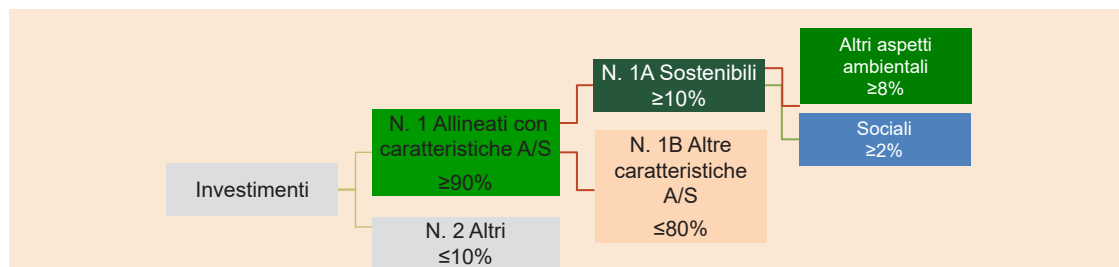 Investimenti
N. 1 Allineati con
caratteristiche A/S
≥90%
N. 2 Altri
≤10%
N. 1A Sostenibili
≥10%
N. 1B Altre
caratteristiche
A/S
≤80%
Altri aspetti
ambientali
≥8%
Sociali
≥2%